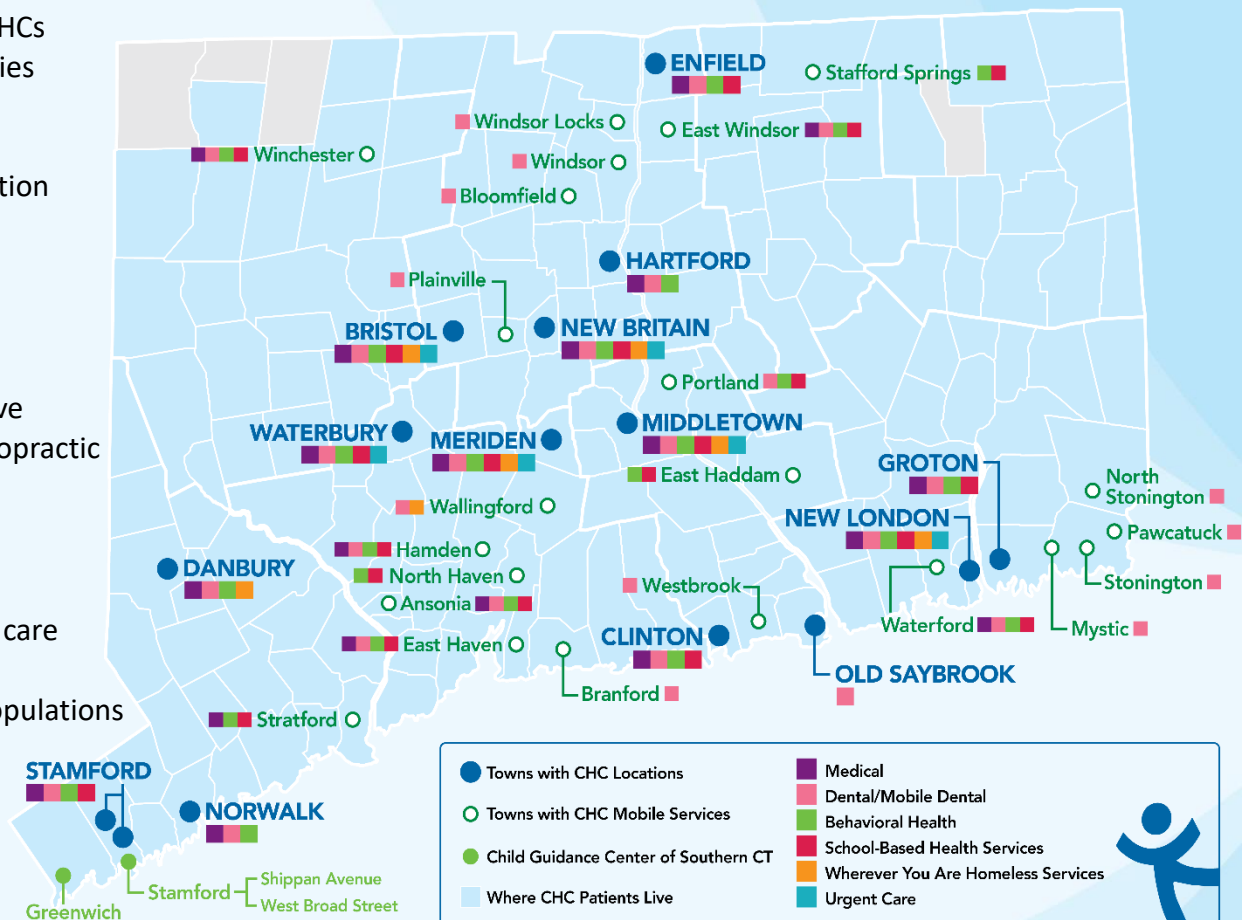 HCs
ies
tion
ve
opractic
care
opulations
ENFIELD
Stafford Springs
Windsor Locks
East Windsor
Winchester
Windsor
Bloomfield
HARTFORD
Plainville
BRISTOL
NEW BRITAIN
Portland
WATERBURY
MERIDEN
MIDDLETOWN
GROTON
East Haddam
North
Stonington
Wallingford
NEW LONDON
Pawcatuck
Hamden
DANBURY
North Haven
Westbrook
Stonington
Ansonia
Waterford
Mystic
East Haven
CLINTON
OLD SAYBROOK
Branford
Stratford
STAMFORD
NORWALK
Stamford
Shippan Avenue
West Broad Street
Greenwich
Towns with CHC Locations
Towns with CHC Mobile Services
Child Guidance Center of Southern CT
Where CHC Patients Live
Medical
Dental/Mobile Dental
Behavioral Health
School-Based Health Services
Wherever You Are Homeless Services
Urgent Care